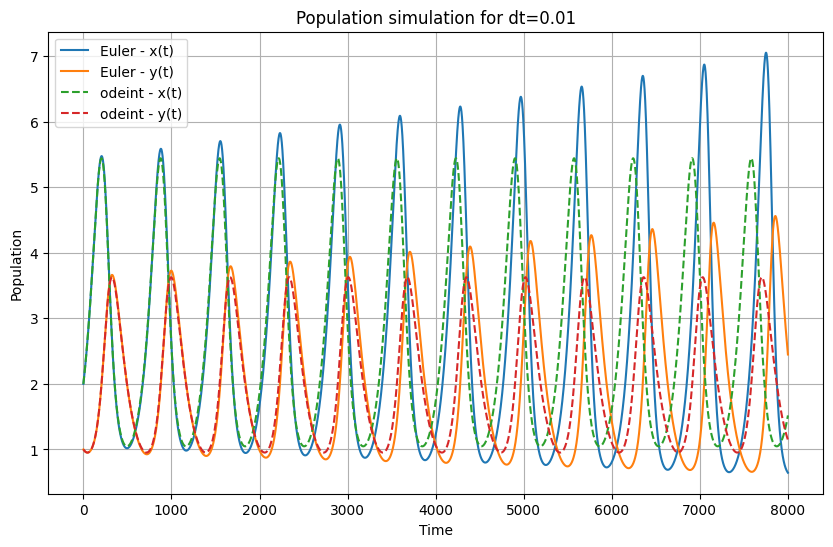 Population simulation for dt=0.01
Euler - x(t)
Euler - y(t)
odeint - x(t)
odeint - y(t)
Population
7
6
5
4
3
2
1
0 1000 2000 3000 4000 5000 6000 7000 8000
Time